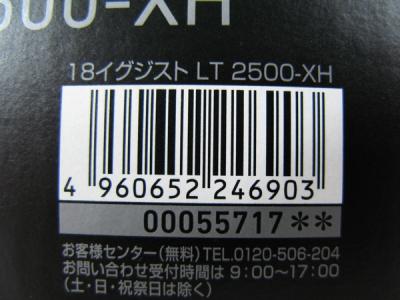 500-XH
18イグジスト LT 2500-XH
4 960652 246903
00055717**
お客様センター(無料)TEL.0120-506-204
お問い合わせ受付時間は 9:00〜17:00
(土・日・祝祭日は除く)